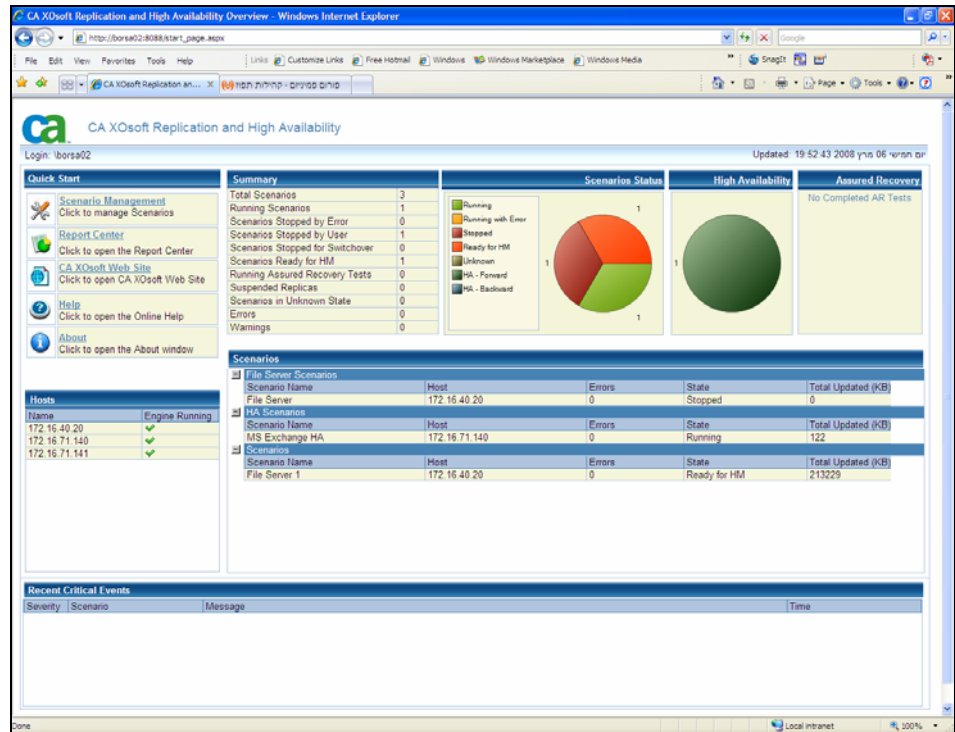 CA XOsoft Replication and High Availability Overview - Windows Internet Explorer
http://borsa02:8088/start_page.aspx
Google
File Edit View Favorites Tools Help
Links Customize Links Free Hotmail Windows Windows Marketplace Windows Media
SnagIt
CA XOsoft Replication an...
פורום פמיניזם - קהילות תפוז
Page Tools
ca
CA XOsoft Replication and High Availability
Login: \borsa02
Updated: 19:52:43 2008 יום חמישי 06 מרץ
Quick Start
Scenario Management
Click to manage Scenarios
Report Center
Click to open the Report Center
CA XOsoft Web Site
Click to open CA XOsoft Web Site
Help
Click to open the Online Help
About
Click to open the About window
Hosts
Name Engine Running
172.16.40.20
172.16.71.140
172.16.71.141
Summary
Total Scenarios 3
Running Scenarios 1
Scenarios Stopped by Error 0
Scenarios Stopped by User 1
Scenarios Stopped for Switchover 0
Scenarios Ready for HM 1
Running Assured Recovery Tests 0
Suspended Replicas 0
Scenarios in Unknown State 0
Errors 0
Warnings 0
Scenarios Status
Running
Running with Error
Stopped
Ready for HM
Unknown
HA - Forward
HA - Backward
1
1
1
High Availability
1
Assured Recovery
No Completed AR Tests
Scenarios
File Server Scenarios
Scenario Name Host Errors State Total Updated (KB)
File Server 172.16.40.20 0 Stopped 0
HA Scenarios
Scenario Name Host Errors State Total Updated (KB)
MS Exchange HA 172.16.71.140 0 Running 122
Scenarios
Scenario Name Host Errors State Total Updated (KB)
File Server 1 172.16.40.20 0 Ready for HM 213229
Recent Critical Events
Severity Scenario Message Time
Done
Local intranet
100%